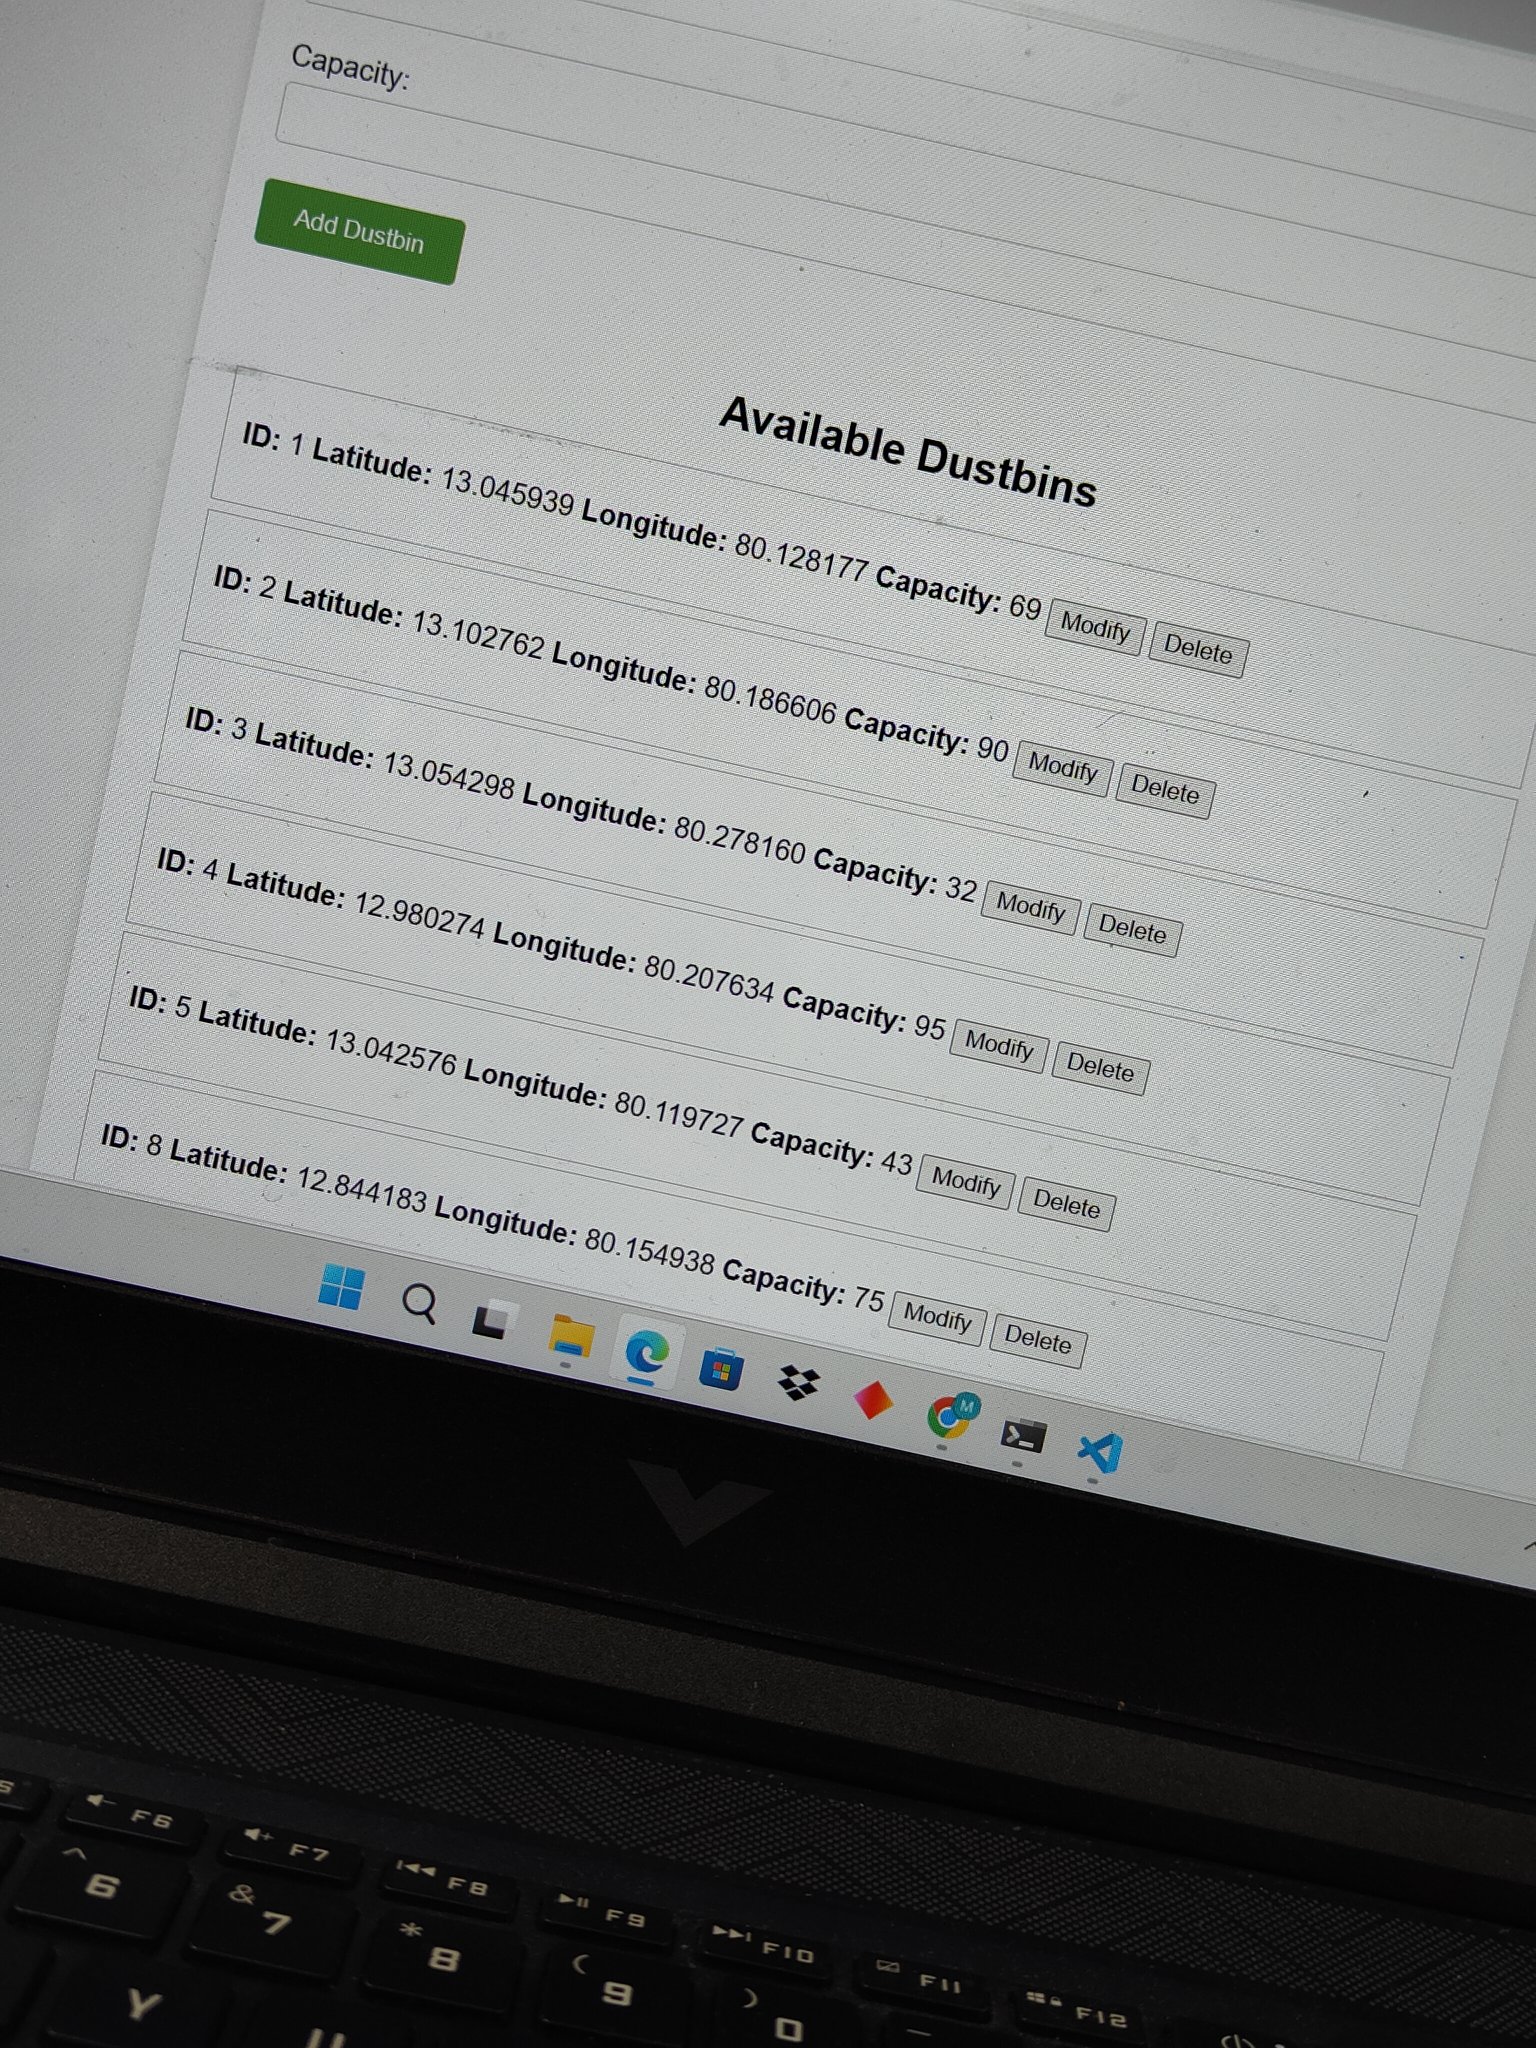 Capacity:
Add Dustbin
Available Dustbins
ID: 1 Latitude: 13.045939 Longitude: 80.128177 Capacity: 69 Modify Delete
ID: 2 Latitude: 13.102762 Longitude: 80.186606 Capacity: 90 Modify Delete
ID: 3 Latitude: 13.054298 Longitude: 80.278160 Capacity: 32 Modify Delete
ID: 4 Latitude: 12.980274 Longitude: 80.207634 Capacity: 95 Modify Delete
ID: 5 Latitude: 13.042576 Longitude: 80.119727 Capacity: 43 Modify Delete
ID: 8 Latitude: 12.844183 Longitude: 80.154938 Capacity: 75 Modify Delete
M
F6 F7 F8 F9 F10 F11 F12
^ 6 & 7 * 8 ( 9 ) 0
Y